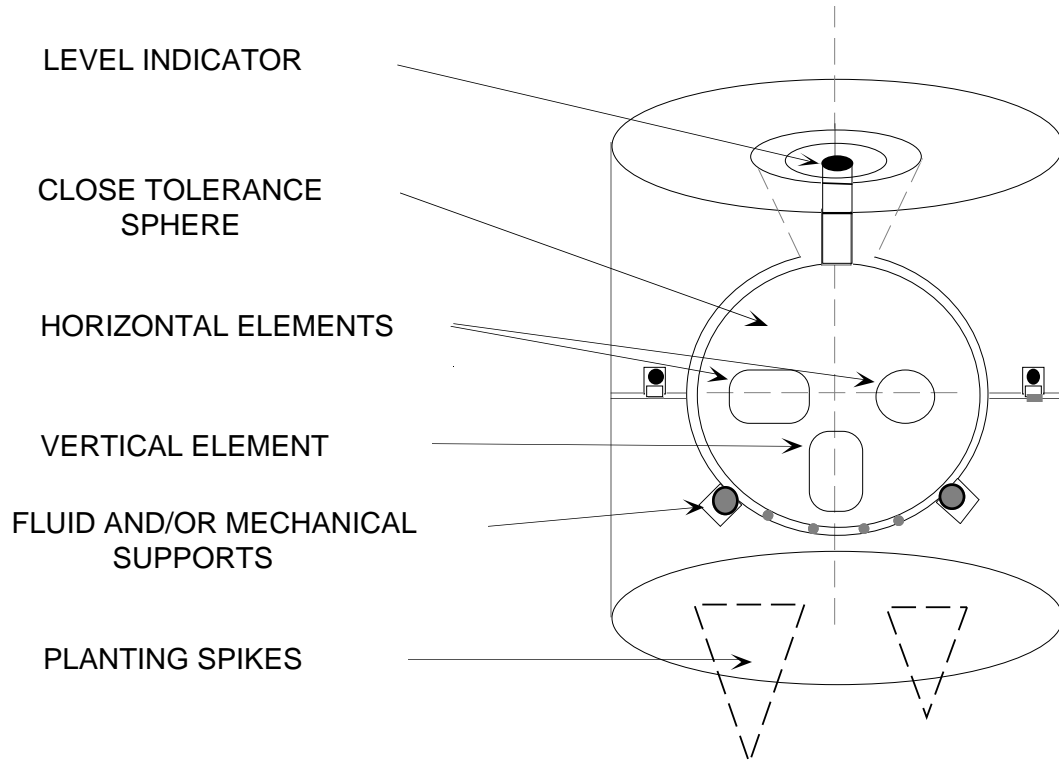 LEVEL INDICATOR
CLOSE TOLERANCE
SPHERE
HORIZONTAL ELEMENTS
VERTICAL ELEMENT
FLUID AND/OR MECHANICAL
SUPPORTS
PLANTING SPIKES